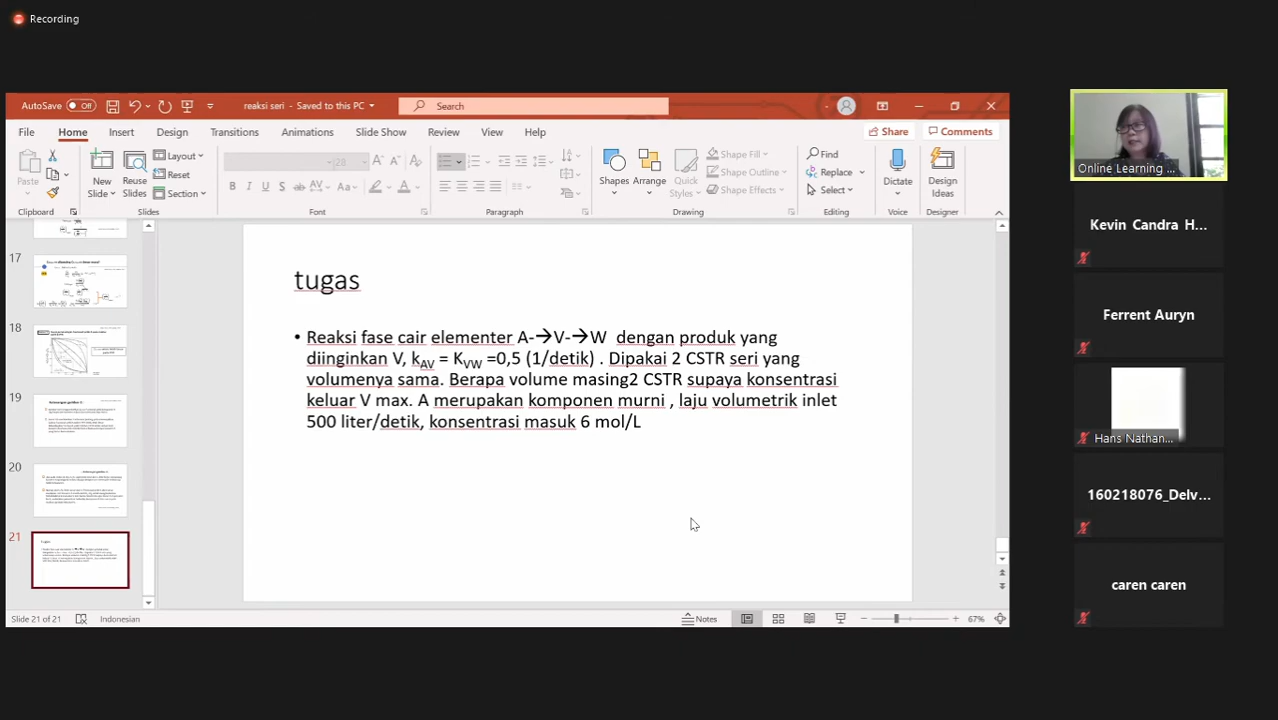 Recording
AutoSave Off
reaksi seri - Saved to this PC
Search
File Home Insert Design Transitions Animations Slide Show Review View Help
Share Comments
Paste
New Slide
Reuse Slides
Layout
Reset
Section
28
B I U S ab AV Aa A
Shapes
Arrange
Quick Styles
Shape Fill
Shape Outline
Shape Effects
Find
Replace
Select
Dictate
Design Ideas
Clipboard Slides Font Paragraph Drawing Editing Voice Designer
17
18
19
20
21
tugas
• Reaksi fase cair elementer A-→V-→W dengan produk yang
diinginkan V, kAV = KVW =0,5 (1/detik) . Dipakai 2 CSTR seri yang
volumenya sama. Berapa volume masing2 CSTR supaya konsentrasi
keluar V max. A merupakan komponen murni , laju volumetrik inlet
500 liter/detik, konsentrasi masuk 6 mol/L
Slide 21 of 21 Indonesian
Notes
67%
Online Learning ...
Kevin Candra H...
Ferrent Auryn
Hans Nathan...
160218076_Delv...
caren caren